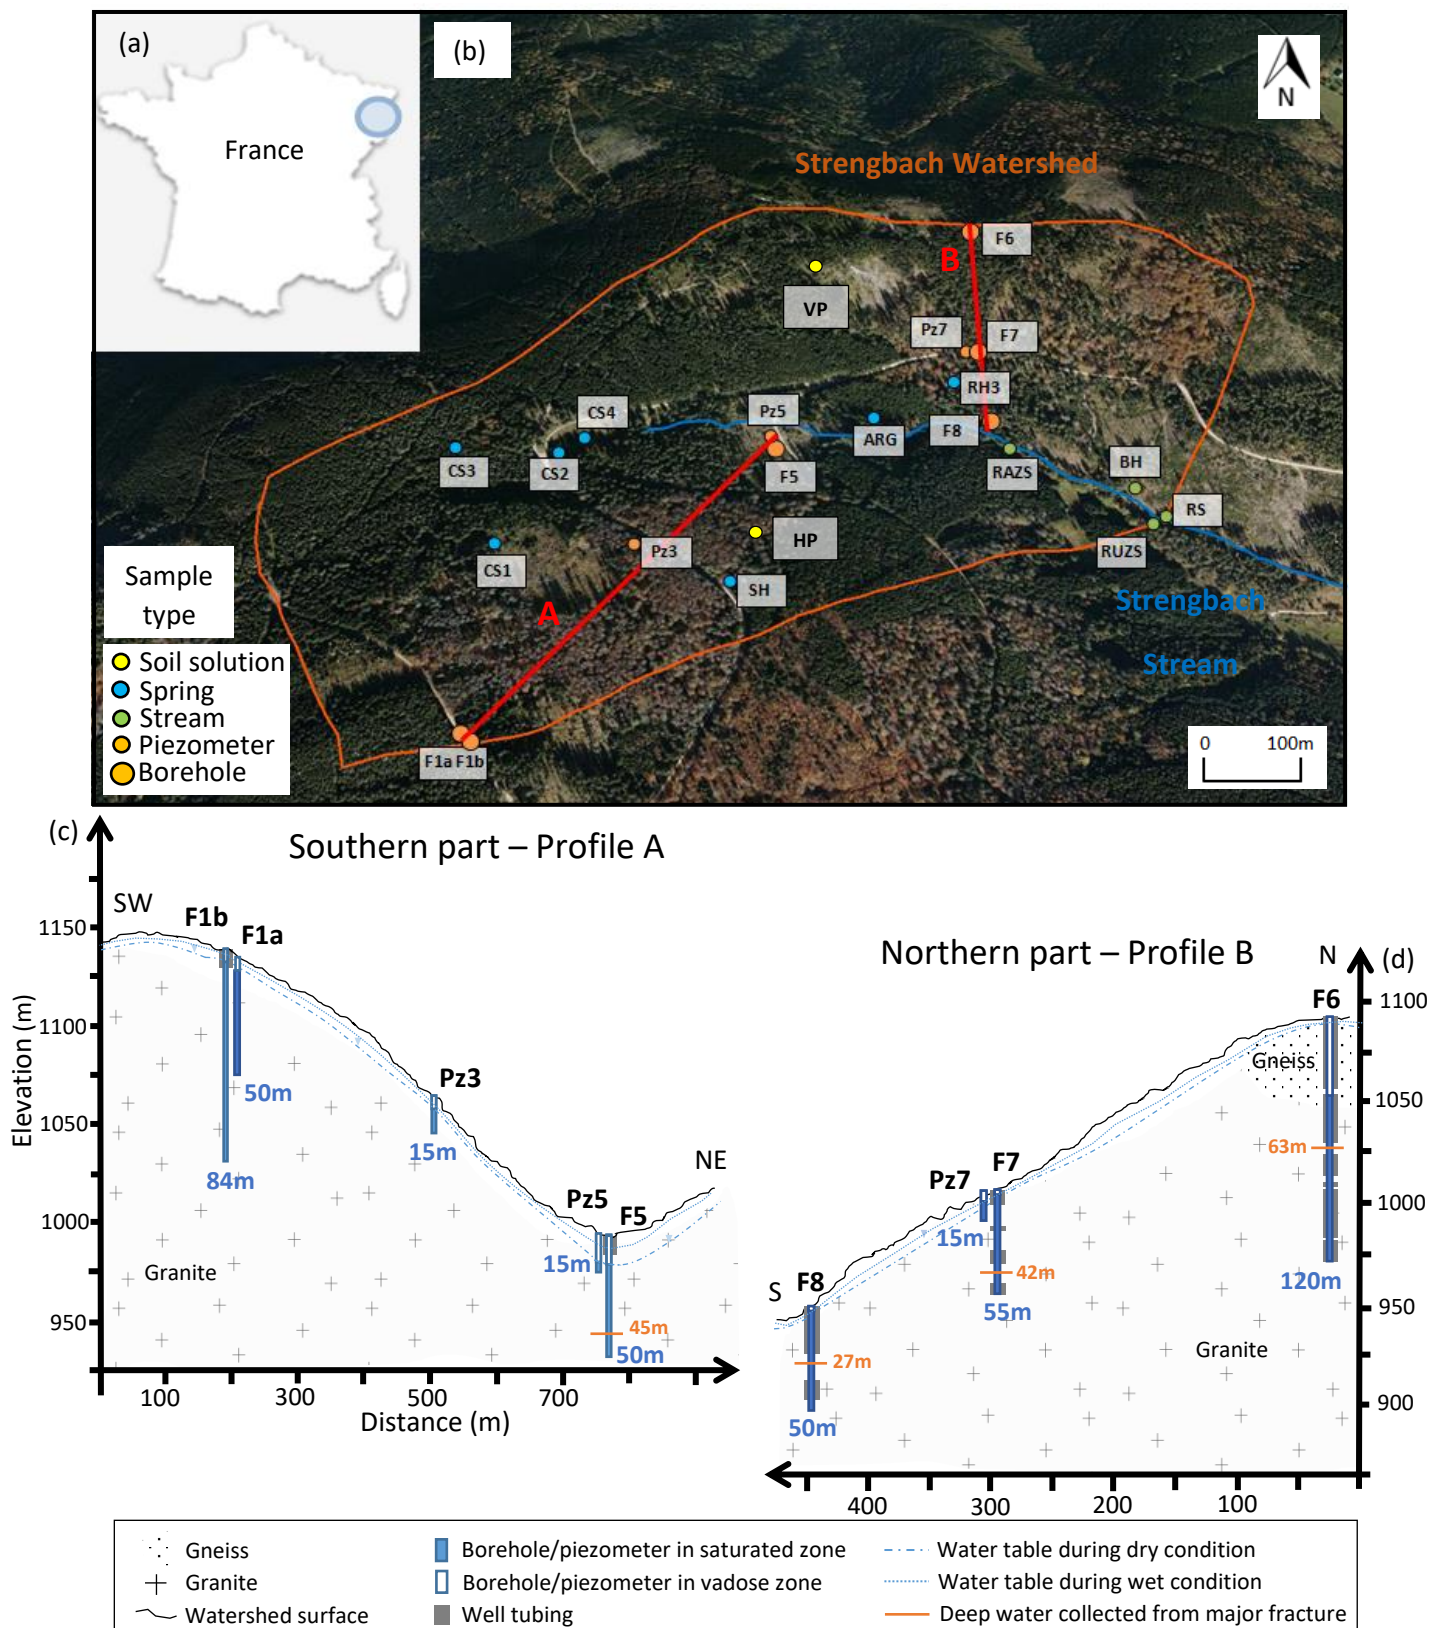 (a)
France
(b)
N
Strengbach Watershed
F6
B
VP
Pz7
F7
RH3
CS4
Pz5
F8
ARG
CS3
CS2
F5
RAZS
BH
RS
HP
Pz3
RUZS
CS1
SH
A
Strengbach
Stream
F1a F1b
0 100m
Sample
type
Soil solution
Spring
Stream
Piezometer
Borehole
(c)
Southern part – Profile A
SW
F1b
F1a
Pz3
NE
Pz5
F5
50m
84m
15m
15m
45m
50m
Granite
1150
1100
1050
1000
950
Elevation (m)
100
300
500
700
Distance (m)
Northern part – Profile B
N
(d)
F6
Gneiss
63m
120m
Pz7
F7
15m
42m
55m
S
F8
27m
50m
Granite
1100
1050
1000
950
900
400
300
200
100
Gneiss
Granite
Watershed surface
Borehole/piezometer in saturated zone
Borehole/piezometer in vadose zone
Well tubing
Water table during dry condition
Water table during wet condition
Deep water collected from major fracture